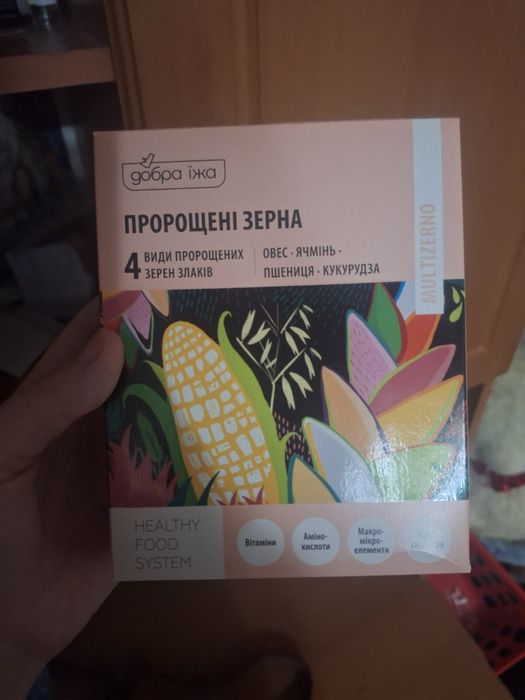 добра їжа
ПРОРОЩЕНІ ЗЕРНА
4 ВИДИ ПРОРОЩЕНИХ
ЗЕРЕН ЗЛАКІВ
ОВЕС · ЯЧМІНЬ ·
ПШЕНИЦЯ · КУКУРУДЗА
MULTIZERNO
HEALTHY
FOOD
SYSTEM
Вітаміни
Аміно-
кислоти
Макро-
мікро-
елементи